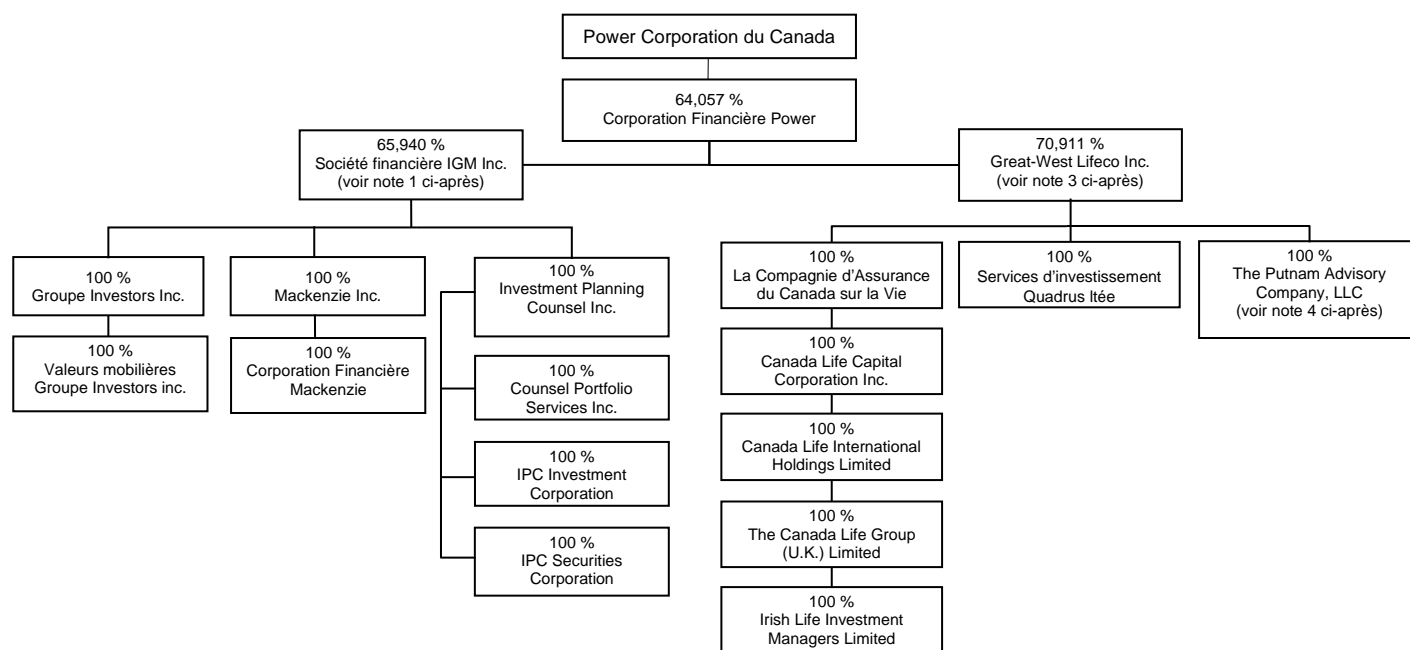 Power Corporation du Canada
64,057 %
Corporation Financière Power
65,940 %
Société financière IGM Inc.
(voir note 1 ci-après)
70,911 %
Great-West Lifeco Inc.
(voir note 3 ci-après)
100 %
Groupe Investors Inc.
100 %
Valeurs mobilières
Groupe Investors inc.
100 %
Mackenzie Inc.
100 %
Corporation Financière
Mackenzie
100 %
Investment Planning
Counsel Inc.
100 %
Counsel Portfolio
Services Inc.
100 %
IPC Investment
Corporation
100 %
IPC Securities
Corporation
100 %
La Compagnie d’Assurance
du Canada sur la Vie
100 %
Canada Life Capital
Corporation Inc.
100 %
Canada Life International
Holdings Limited
100 %
The Canada Life Group
(U.K.) Limited
100 %
Irish Life Investment
Managers Limited
100 %
Services d’investissement
Quadrus ltée
100 %
The Putnam Advisory
Company, LLC
(voir note 4 ci-après)